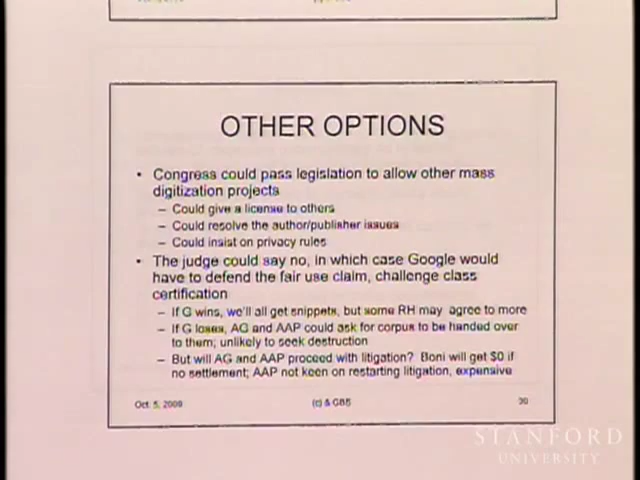 OTHER OPTIONS
• Congress could pass legislation to allow other mass
digitization projects
– Could give a license to others
– Could resolve the author/publisher issues
– Could insist on privacy rules
• The judge could say no, in which case Google would
have to defend the fair use claim, challenge class
certification
– If G wins, we'll all get snippets, but some RH may agree to more
– If G loses, AG and AAP could ask for corpus to be handed over
to them; unlikely to seek destruction
– But will AG and AAP proceed with litigation? Boni will get $0 if
no settlement; AAP not keen on restarting litigation, expensive
Oct. 5, 2009 (c) & GBS 30
STANFORD
UNIVERSITY